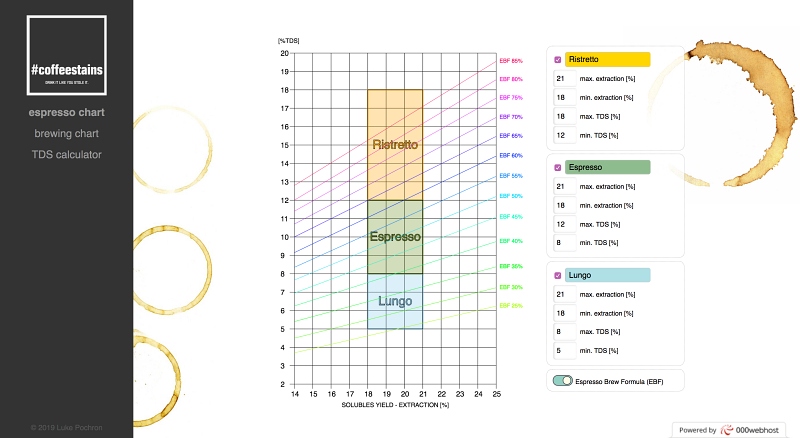 #coffeestains
DRINK IT LIKE YOU STOLE IT
espresso chart
brewing chart
TDS calculator
© 2019 Luke Pochron
[%TDS]
20
19
18
17
16
15
14
13
12
11
10
9
8
7
6
5
4
3
2
14 15 16 17 18 19 20 21 22 23 24 25
SOLUBLES YIELD - EXTRACTION [%]
Ristretto
Espresso
Lungo
EBF 85%
EBF 80%
EBF 75%
EBF 70%
EBF 65%
EBF 60%
EBF 55%
EBF 50%
EBF 45%
EBF 40%
EBF 35%
EBF 30%
EBF 25%
Ristretto
21 max. extraction [%]
18 min. extraction [%]
18 max. TDS [%]
12 min. TDS [%]
Espresso
21 max. extraction [%]
18 min. extraction [%]
12 max. TDS [%]
8 min. TDS [%]
Lungo
21 max. extraction [%]
18 min. extraction [%]
8 max. TDS [%]
5 min. TDS [%]
Espresso Brew Formula (EBF)
Powered by 000webhost